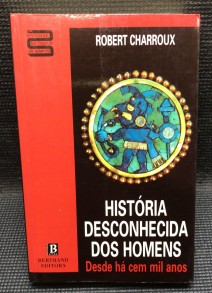 ROBERT CHARROUX
HISTÓRIA
DESCONHECIDA
DOS HOMENS
Desde há cem mil anos
B
BERTRAND
EDITORA